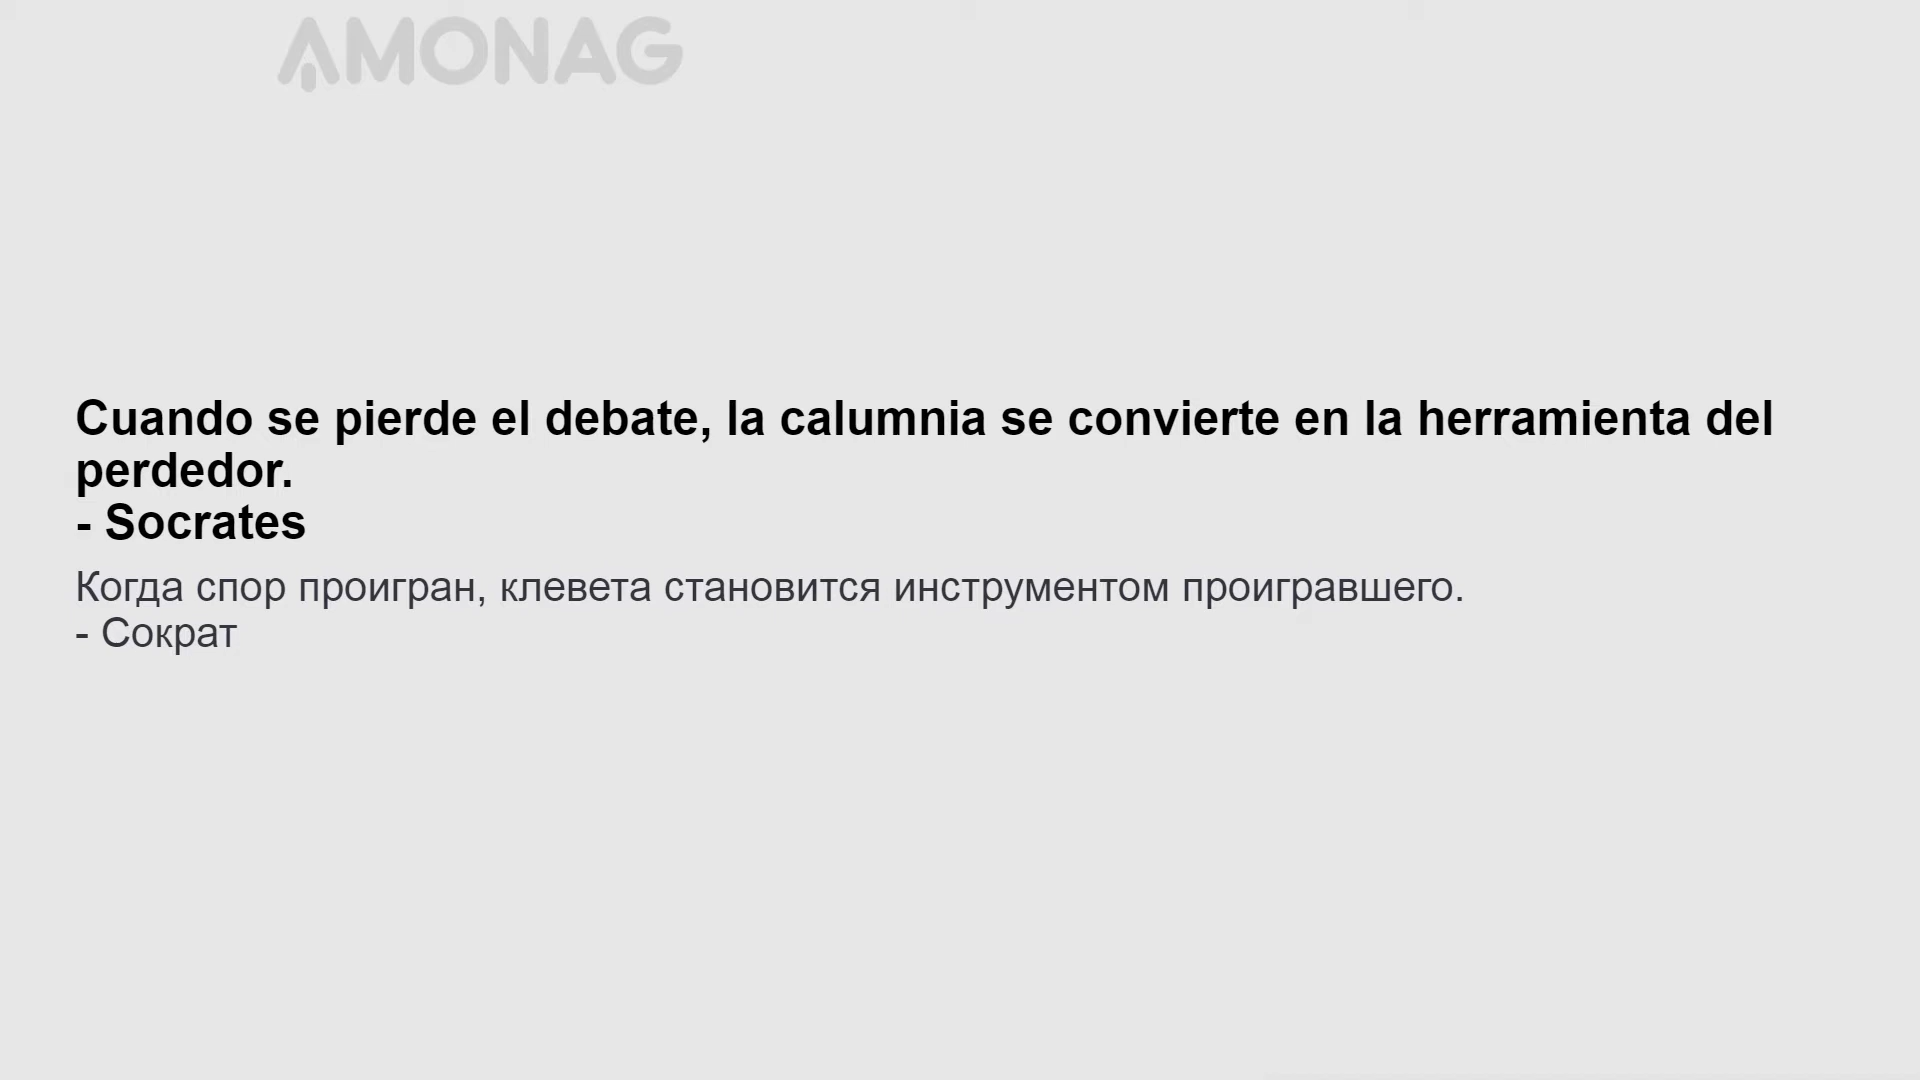 AMONAG
Cuando se pierde el debate, la calumnia se convierte en la herramienta del
perdedor.
- Socrates
Когда спор проигран, клевета становится инструментом проигравшего.
- Сократ